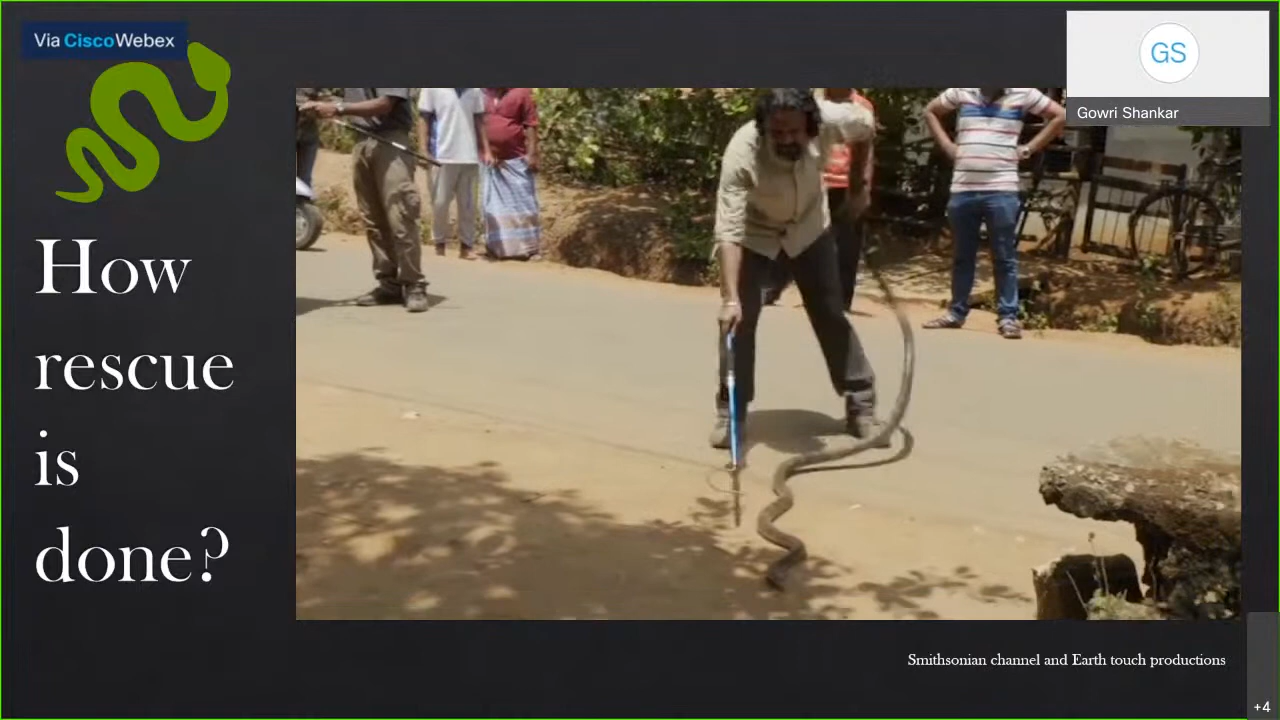 Via CiscoWebex
GS
Gowri Shankar
How
rescue
is
done?
Smithsonian channel and Earth touch productions
+4